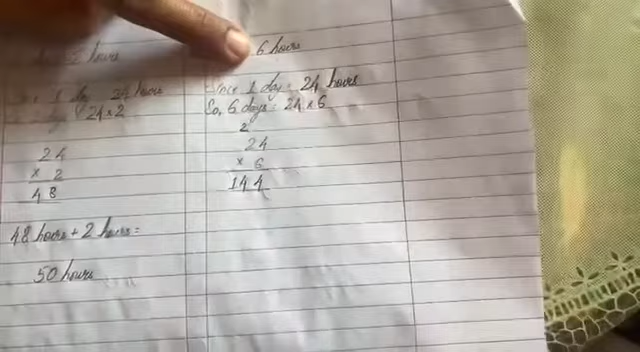 hours
1 day 24 hours
24 x 2
24
x 2
48
48 hours + 2 hours =
50 hours
6 hours
Since 1 day = 24 hours
So, 6 days = 24 x 6
2
24
x 6
144